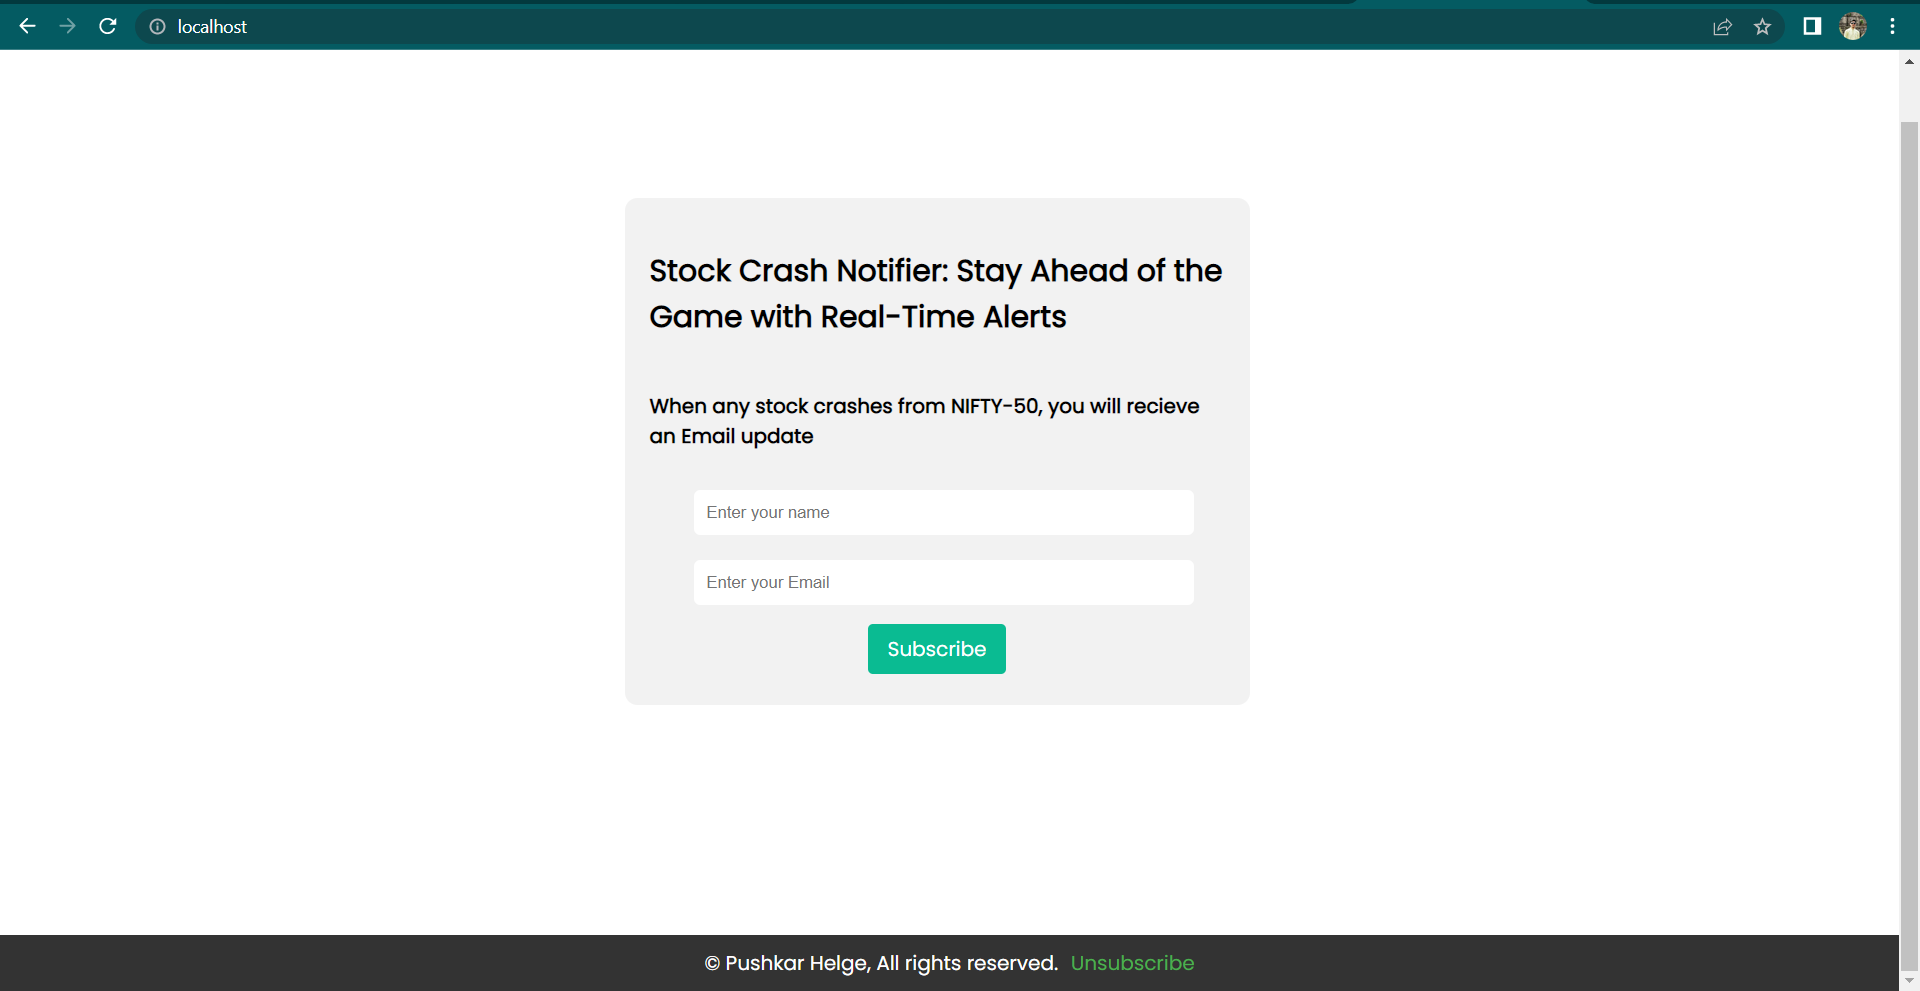 localhost
Stock Crash Notifier: Stay Ahead of the
Game with Real-Time Alerts
When any stock crashes from NIFTY-50, you will recieve
an Email update
Enter your name
Enter your Email
Subscribe
© Pushkar Helge, All rights reserved. Unsubscribe